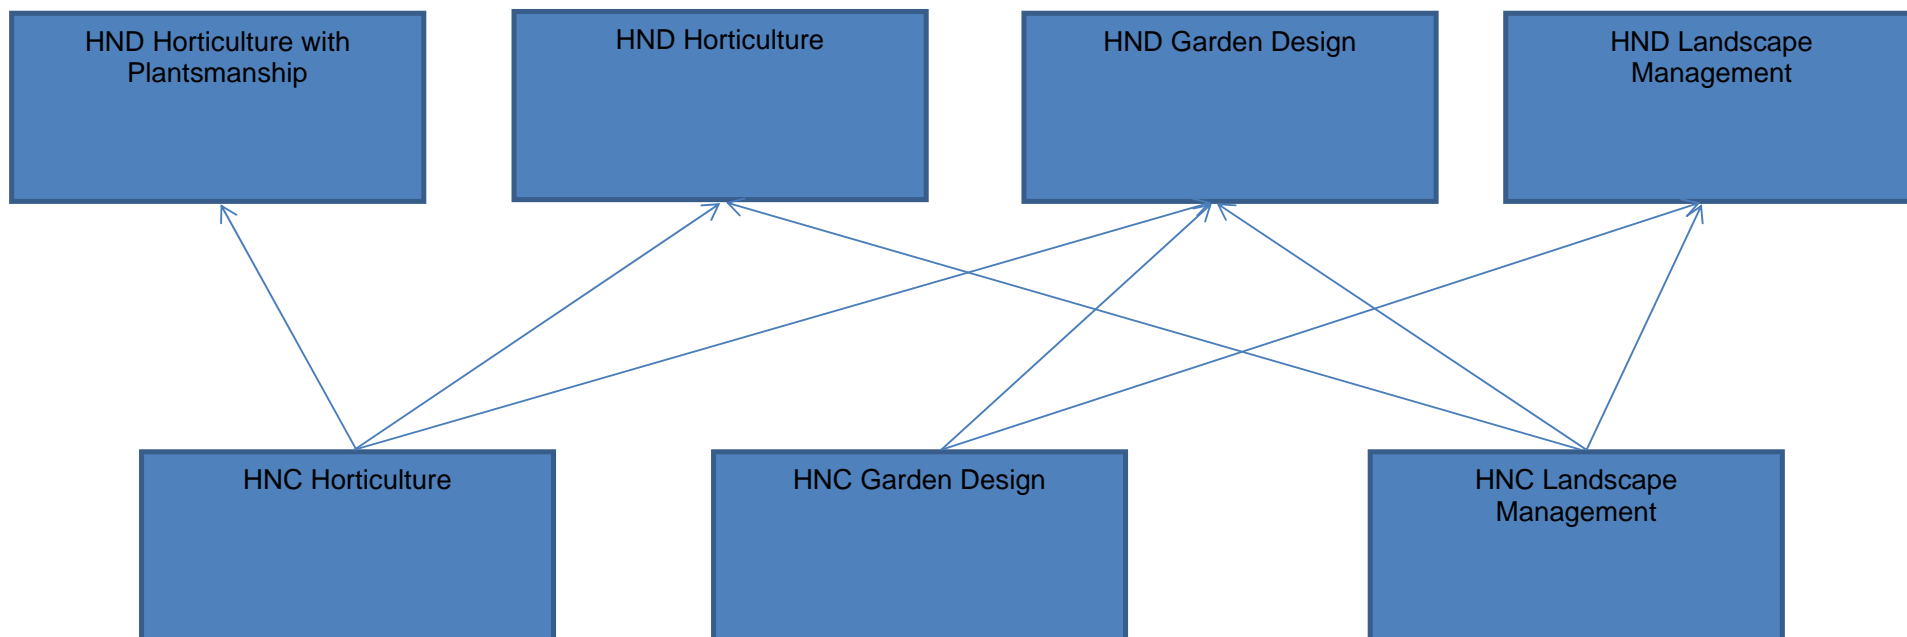 HND Horticulture with
Plantsmanship
HND Horticulture
HND Garden Design
HND Landscape
Management
HNC Horticulture
HNC Garden Design
HNC Landscape
Management